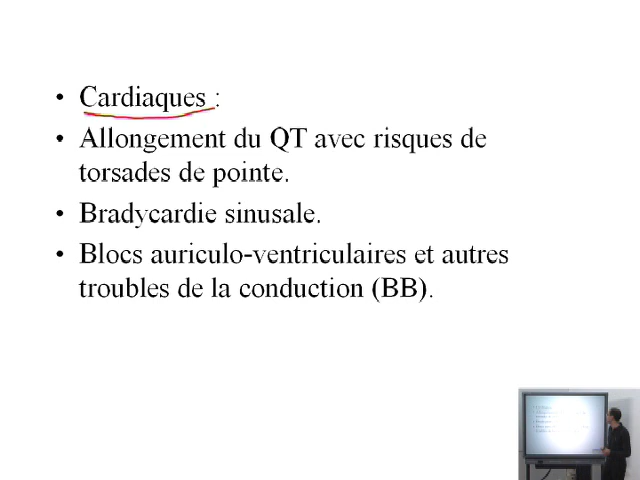 • Cardiaques :
• Allongement du QT avec risques de
torsades de pointe.
• Bradycardie sinusale.
• Blocs auriculo-ventriculaires et autres
troubles de la conduction (BB).